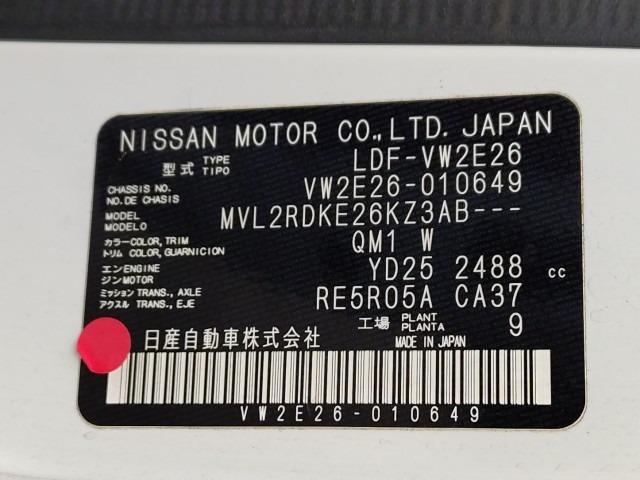 NISSAN MOTOR CO.,LTD. JAPAN
型式 TYPE TIPO LDF-VW2E26
CHASSIS NO. NO.DE CHASIS VW2E26-010649
MODEL MODELO MVL2RDKE26KZ3AB---
カラー COLOR, TRIM
トリム COLOR, GUARNICION QM1 W
エンジン ENGINE MOTOR YD25 2488 cc
ミッション TRANS., AXLE
アクスル TRANS., EJE RE5R05A CA37
工場 PLANT PLANTA 9
日産自動車株式会社 MADE IN JAPAN
VW2E26-010649